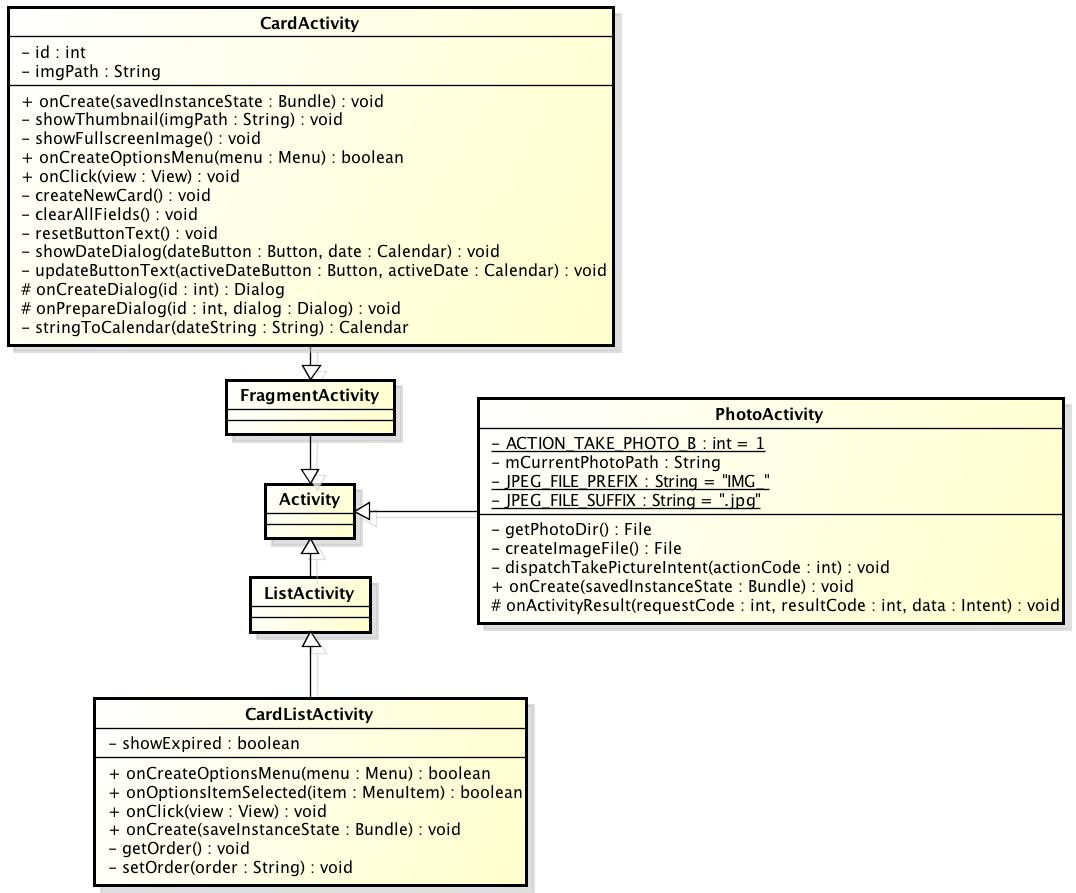 CardActivity
- id : int
- imgPath : String
+ onCreate(savedInstanceState : Bundle) : void
- showThumbnail(imgPath : String) : void
- showFullscreenImage() : void
+ onCreateOptionsMenu(menu : Menu) : boolean
+ onClick(view : View) : void
- createNewCard() : void
- clearAllFields() : void
- resetButtonText() : void
- showDateDialog(dateButton : Button, date : Calendar) : void
- updateButtonText(activeDateButton : Button, activeDate : Calendar) : void
# onCreateDialog(id : int) : Dialog
# onPrepareDialog(id : int, dialog : Dialog) : void
- stringToCalendar(dateString : String) : Calendar
FragmentActivity
PhotoActivity
- ACTION_TAKE_PHOTO_B : int = 1
- mCurrentPhotoPath : String
- JPEG_FILE_PREFIX : String = "IMG_"
- JPEG_FILE_SUFFIX : String = ".jpg"
- getPhotoDir() : File
- createImageFile() : File
- dispatchTakePictureIntent(actionCode : int) : void
+ onCreate(savedInstanceState : Bundle) : void
# onActivityResult(requestCode : int, resultCode : int, data : Intent) : void
Activity
ListActivity
CardListActivity
- showExpired : boolean
+ onCreateOptionsMenu(menu : Menu) : boolean
+ onOptionsItemSelected(item : MenuItem) : boolean
+ onClick(view : View) : void
+ onCreate(saveInstanceState : Bundle) : void
- getOrder() : void
- setOrder(order : String) : void